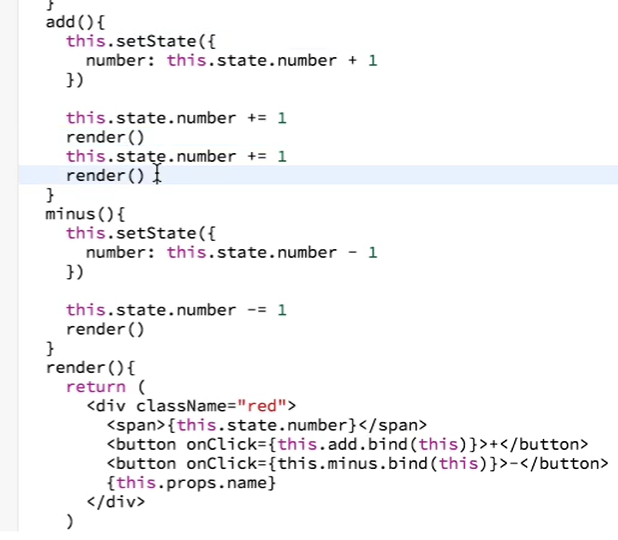 }
add(){
this.setState({
number: this.state.number + 1
})
this.state.number += 1
render()
this.state.number += 1
render()
}
minus(){
this.setState({
number: this.state.number - 1
})
this.state.number -= 1
render()
}
render(){
return (
<div className="red">
<span>{this.state.number}</span>
<button onClick={this.add.bind(this)}>+</button>
<button onClick={this.minus.bind(this)}>-</button>
{this.props.name}
</div>
)